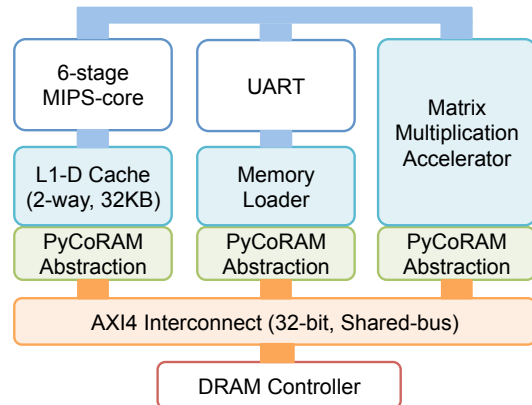 6-stage
MIPS-core
UART
Matrix
Multiplication
Accelerator
L1-D Cache
(2-way, 32KB)
Memory
Loader
PyCoRAM
Abstraction
PyCoRAM
Abstraction
PyCoRAM
Abstraction
AXI4 Interconnect (32-bit, Shared-bus)
DRAM Controller